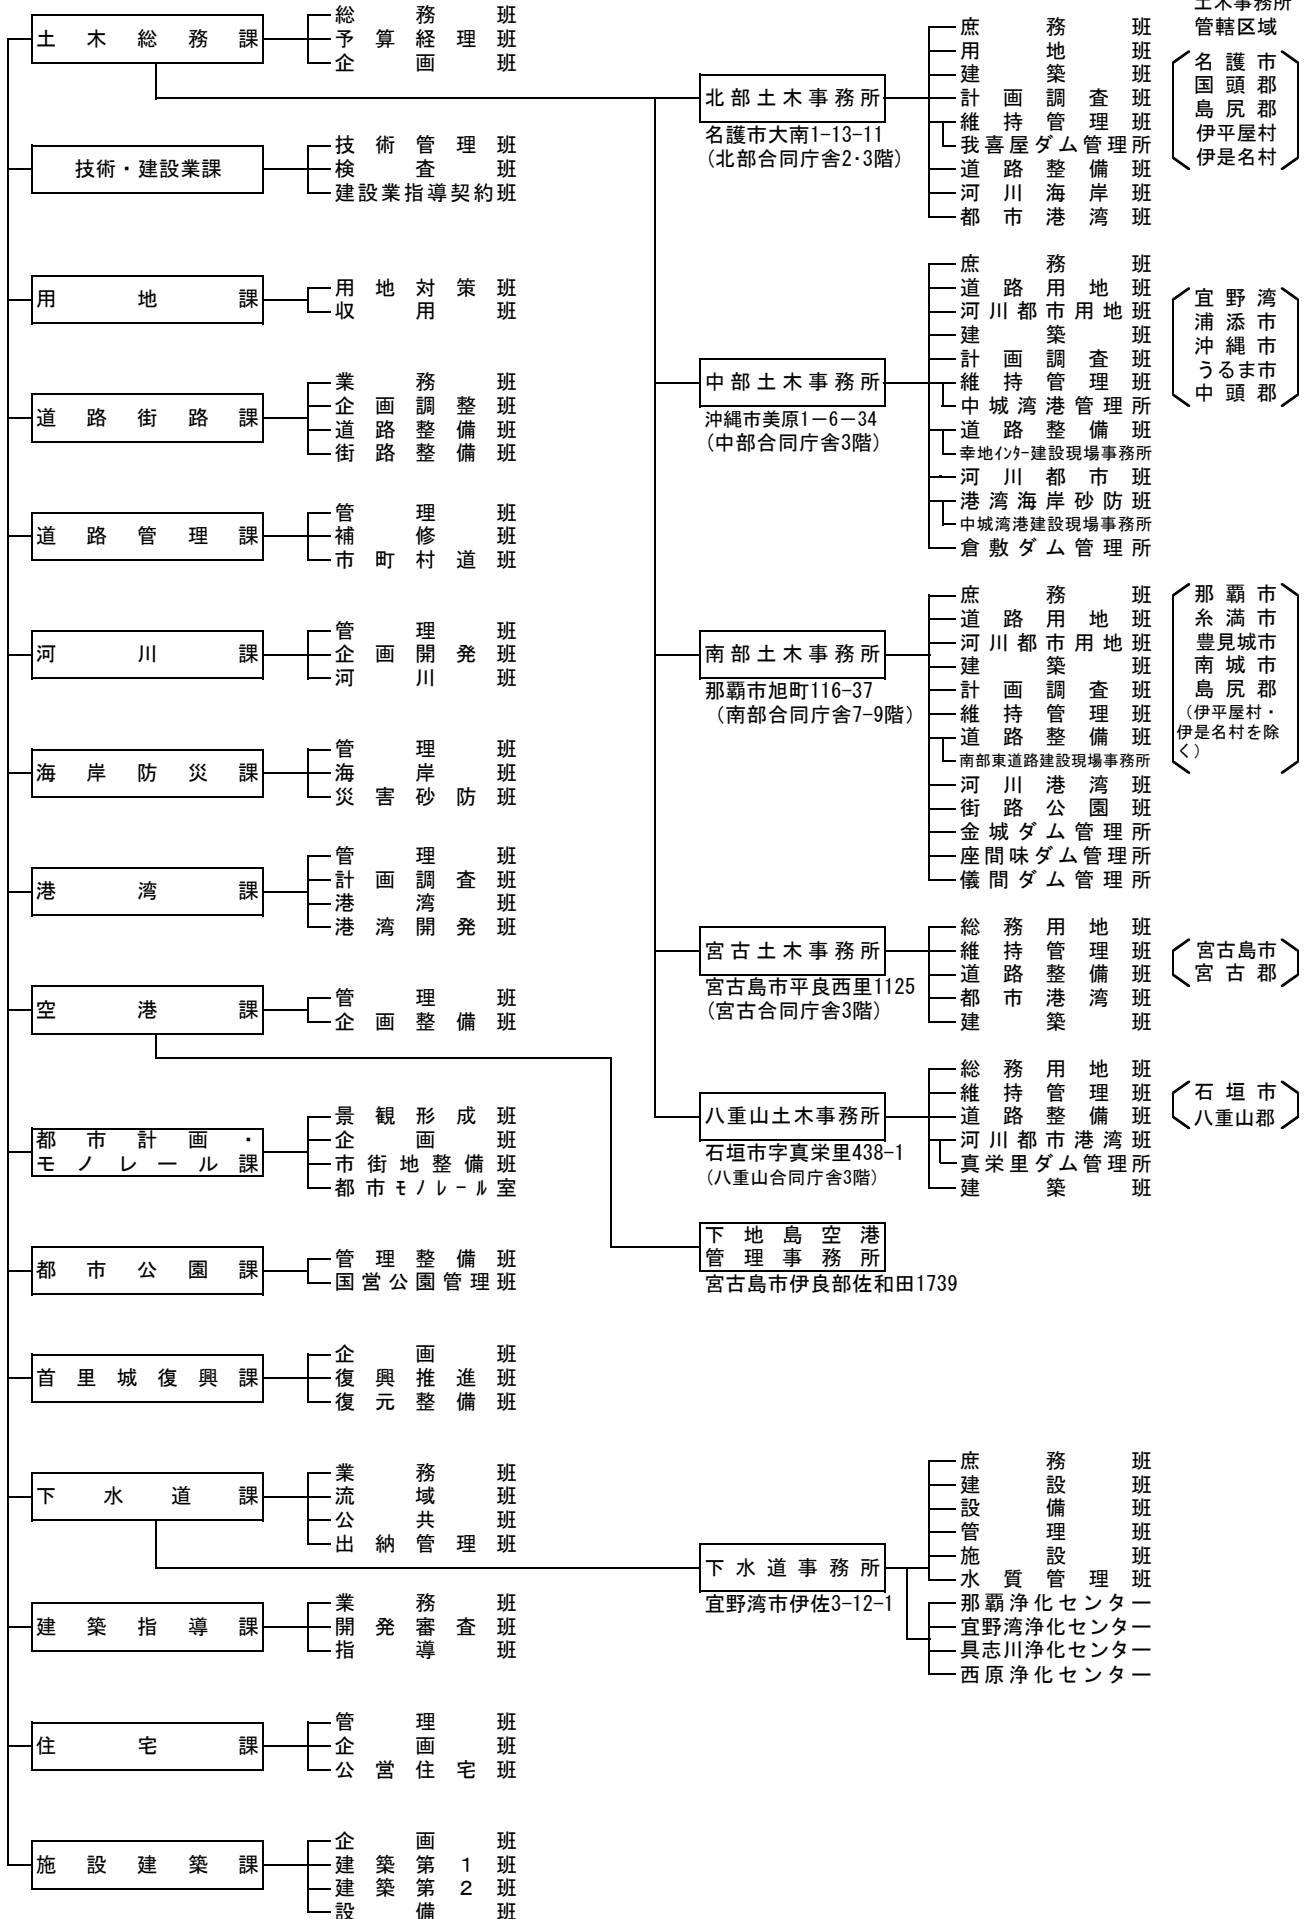 土木総務課
総務班
予算経理班
企画班
技術・建設業課
技術管理班
検査班
建設業指導契約班
用地課
用地対策班
収用班
道路街路課
業務班
企画調整班
道路整備班
街路整備班
道路管理課
管理班
補修班
市町村道班
河川課
管理班
企画開発班
河川班
海岸防災課
管理班
海岸班
災害砂防班
港湾課
管理班
計画調査班
港湾班
港湾開発班
空港課
管理班
企画整備班
都市計画・
モノレール課
景観形成班
企画班
市街地整備班
都市モノレール室
都市公園課
管理整備班
国営公園管理班
首里城復興課
企画班
復興推進班
復元整備班
下水道課
業務班
流域班
公共班
出納管理班
建築指導課
業務班
開発審査班
指導班
住宅課
管理班
企画班
公営住宅班
施設建築課
企画班
建築第1班
建築第2班
設備班
北部土木事務所
名護市大南1-13-11
(北部合同庁舎2・3階)
庶務班
用地班
建築班
計画調査班
維持管理班
我喜屋ダム管理所
道路整備班
河川海岸班
都市港湾班
土木事務所
管轄区域
名護市
国頭郡
島尻郡
伊平屋村
伊是名村
中部土木事務所
沖縄市美原1-6-34
(中部合同庁舎3階)
庶務班
道路用地班
河川都市用地班
建築班
計画調査班
維持管理班
中城湾港管理所
道路整備班
幸地インター建設現場事務所
河川都市班
港湾海岸砂防班
中城湾港建設現場事務所
倉敷ダム管理所
宜野湾
浦添市
沖縄市
うるま市
中頭郡
南部土木事務所
那覇市旭町116-37
(南部合同庁舎7-9階)
庶務班
道路用地班
河川都市用地班
建築班
計画調査班
維持管理班
道路整備班
南部東道路建設現場事務所
河川港湾班
街路公園班
金城ダム管理所
座間味ダム管理所
儀間ダム管理所
那覇市
糸満市
豊見城市
南城市
島尻郡
(伊平屋村・
伊是名村を除
く)
宮古土木事務所
宮古島市平良西里1125
(宮古合同庁舎3階)
総務用地班
維持管理班
道路整備班
都市港湾班
建築班
宮古島市
宮古郡
八重山土木事務所
石垣市字真栄里438-1
(八重山合同庁舎3階)
総務用地班
維持管理班
道路整備班
河川都市港湾班
真栄里ダム管理所
建築班
石垣市
八重山郡
下地島空港
管理事務所
宮古島市伊良部佐和田1739
下水道事務所
宜野湾市伊佐3-12-1
庶務班
建設班
設備班
管理班
施設班
水質管理班
那覇浄化センター
宜野湾浄化センター
具志川浄化センター
西原浄化センター